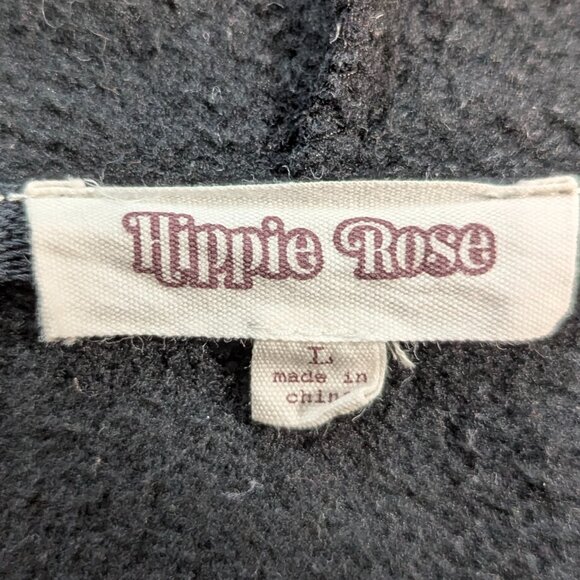 Hippie Rose
L
made in
china